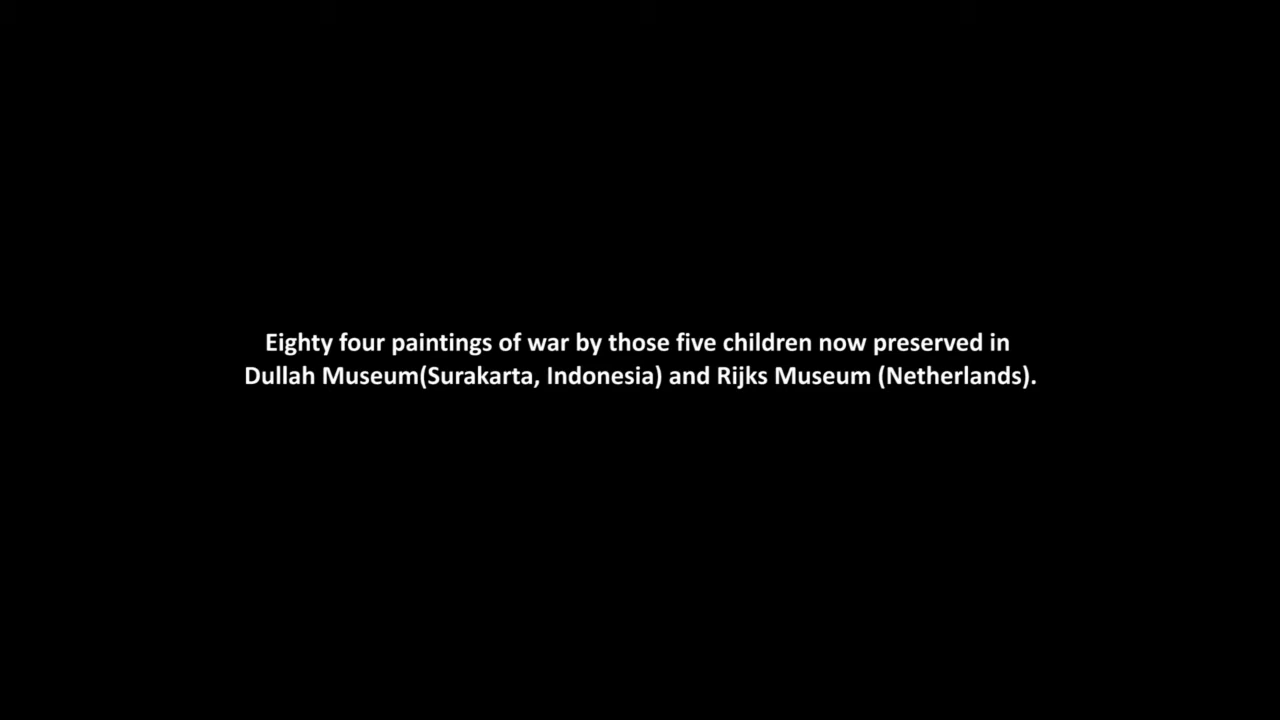 Eighty four paintings of war by those five children now preserved in
Dullah Museum(Surakarta, Indonesia) and Rijks Museum (Netherlands).